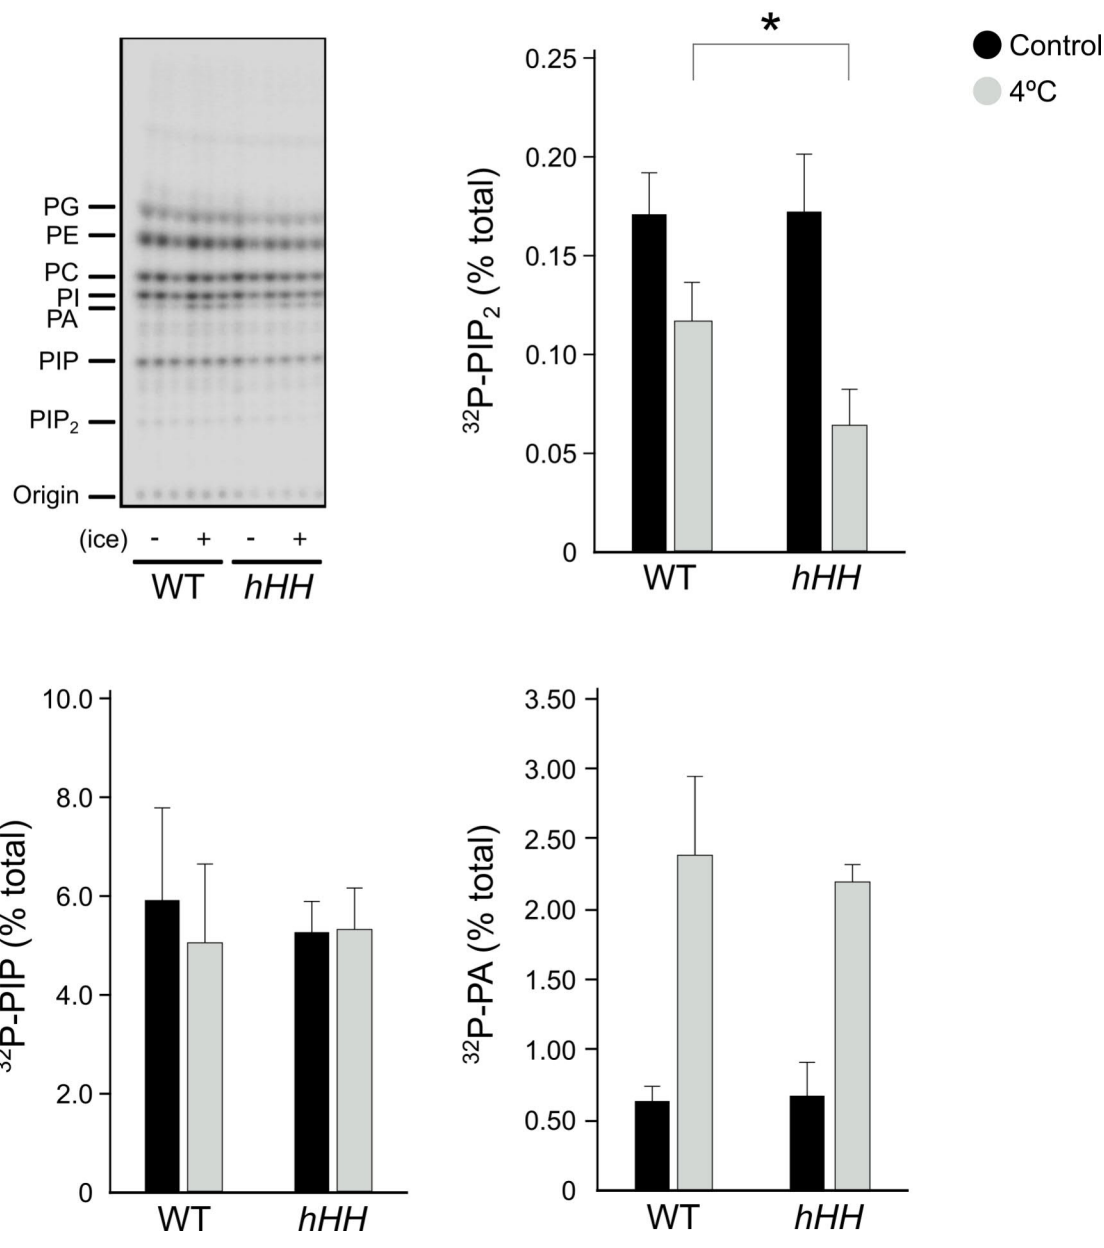 PG
PE
PC
PI
PA
PIP
PIP₂
Origin
(ice) - + - +
WT hHH
*
Control
4ºC
0.25
0.20
0.15
0.10
0.05
0
³²P-PIP₂ (% total)
WT hHH
10.0
8.0
6.0
4.0
2.0
0
³²P-PIP (% total)
WT hHH
3.50
3.00
2.50
2.00
1.50
1.00
0.50
0
³²P-PA (% total)
WT hHH